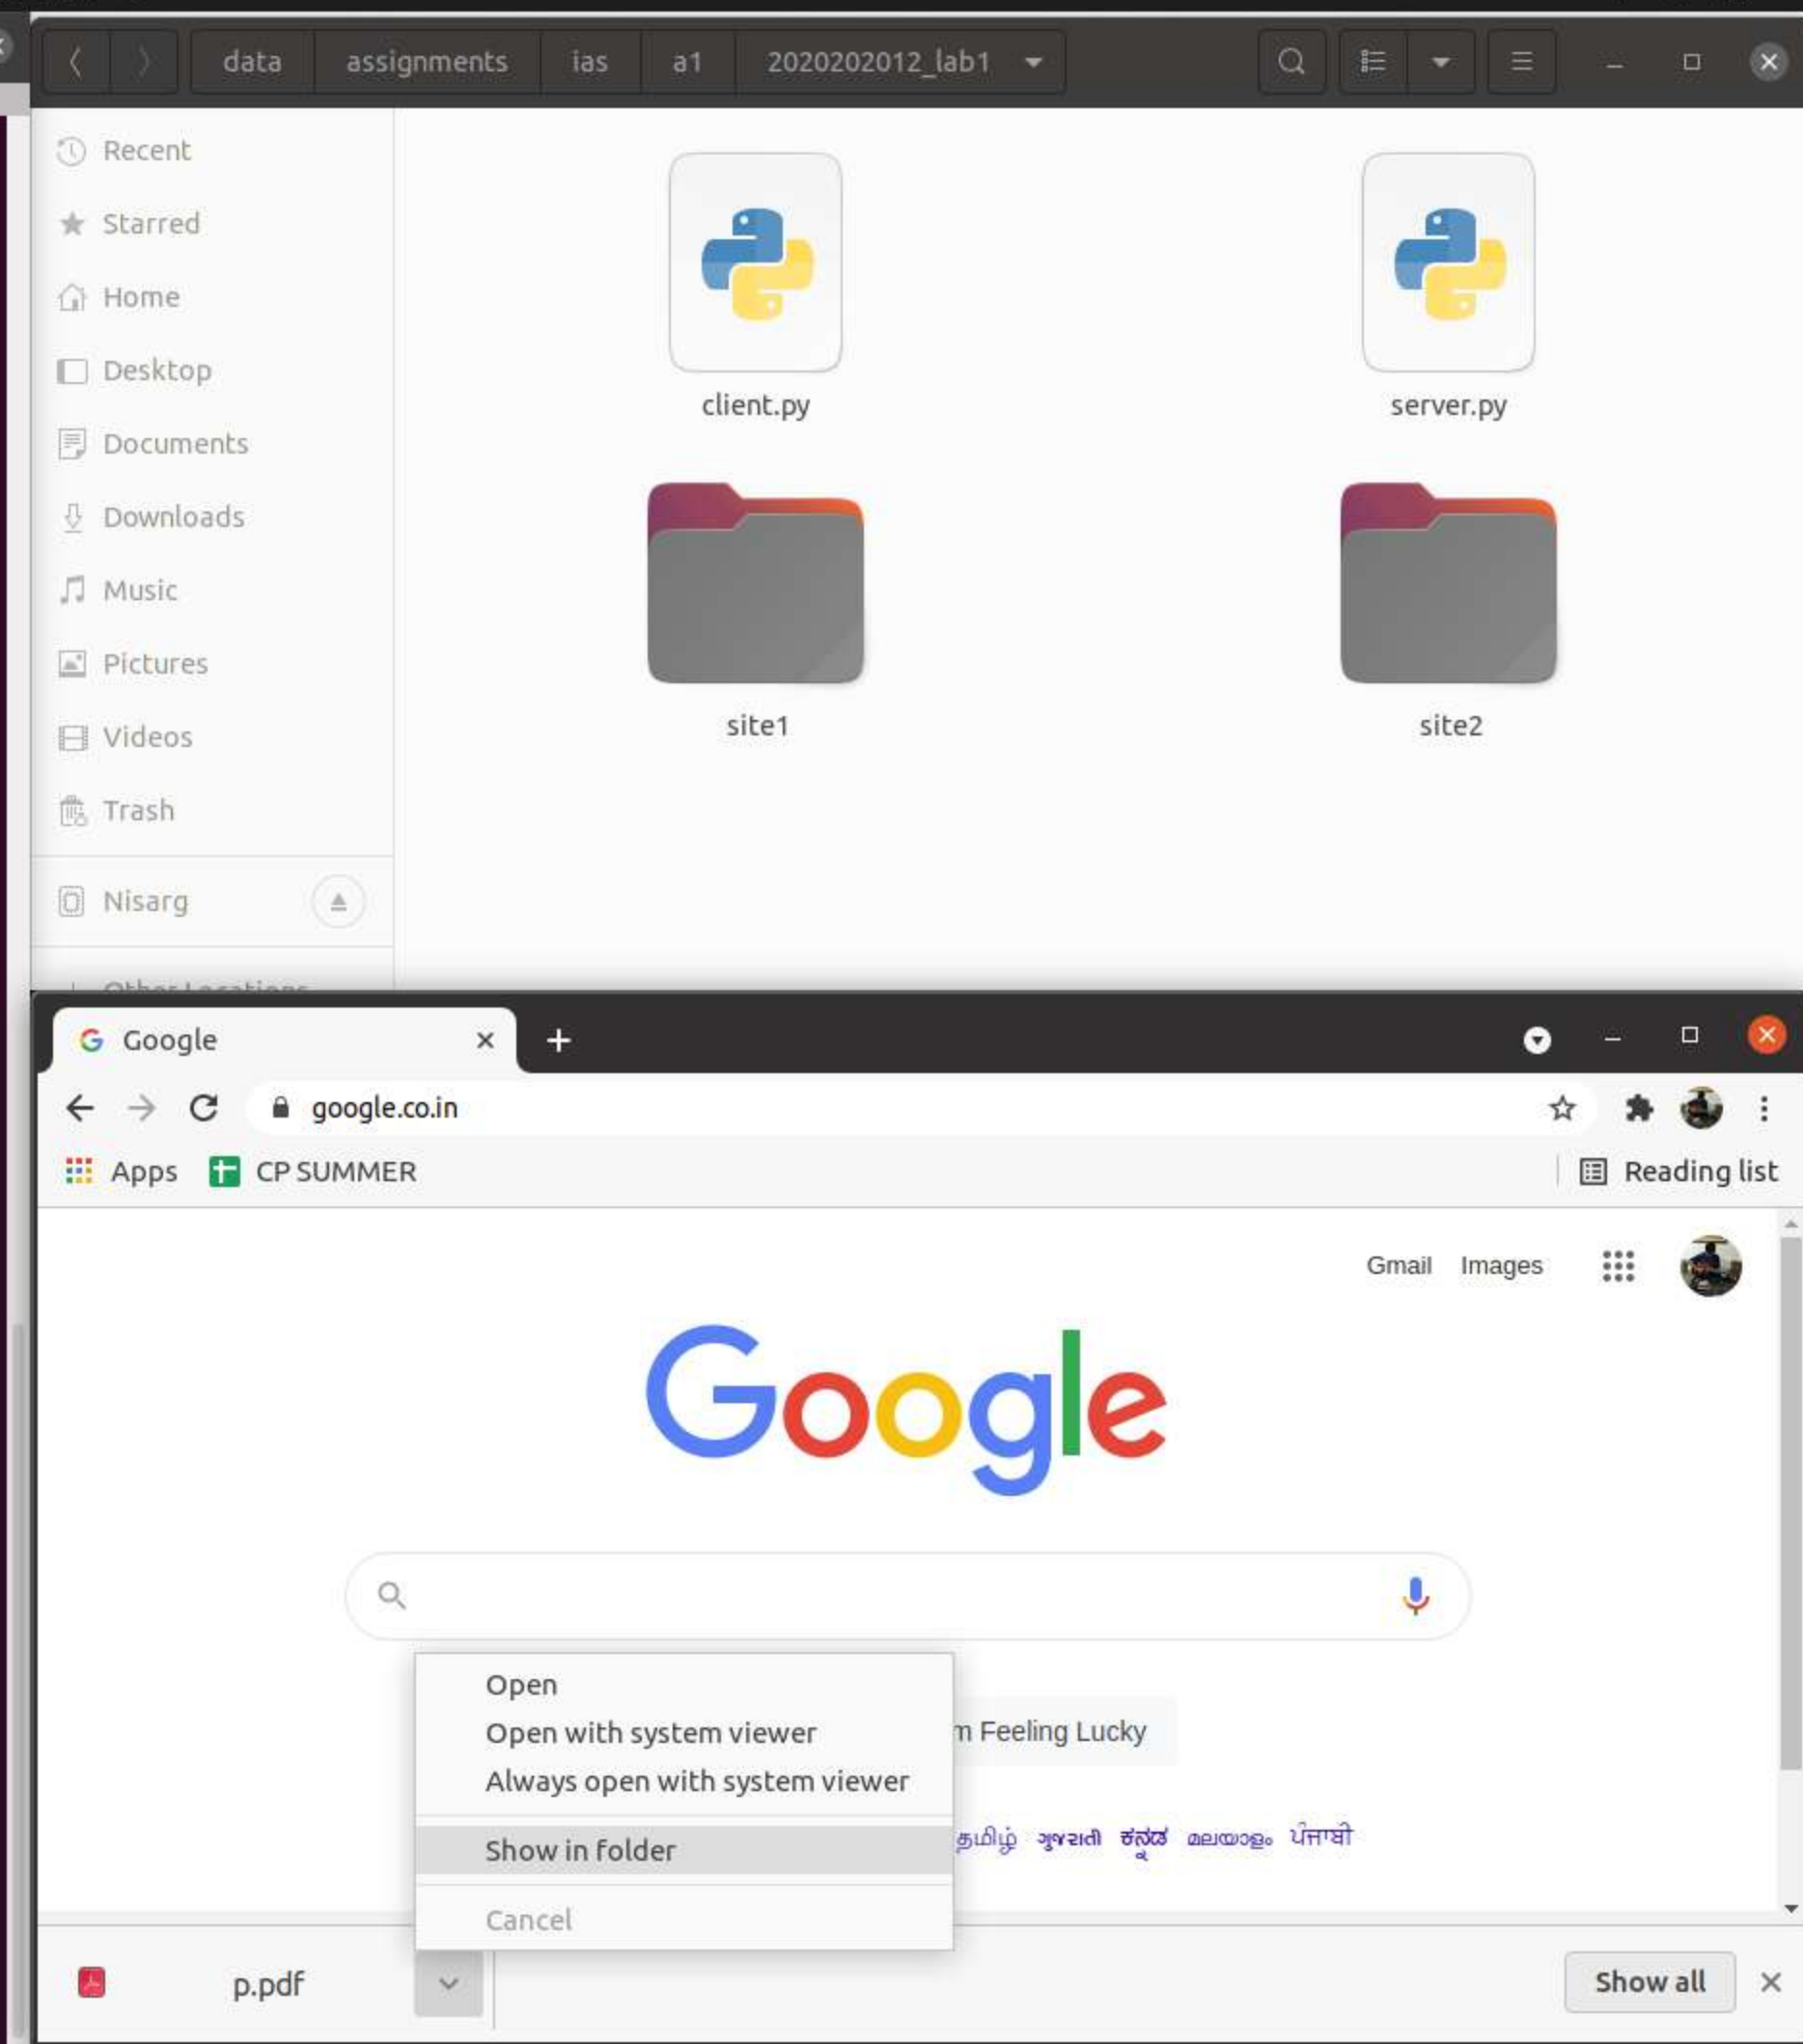 data assignments ias a1 2020202012_lab1
Recent
Starred
Home
Desktop
Documents
Downloads
Music
Pictures
Videos
Trash
Nisarg
Other Locations
client.py
server.py
site1
site2
Google
google.co.in
Apps CP SUMMER Reading list
Gmail Images
Google
Open
Open with system viewer
Always open with system viewer
Show in folder
Cancel
m Feeling Lucky
தமிழ் ગુજરાતી ಕನ್ನಡ മലയാളം ਪੰਜਾਬੀ
p.pdf
Show all